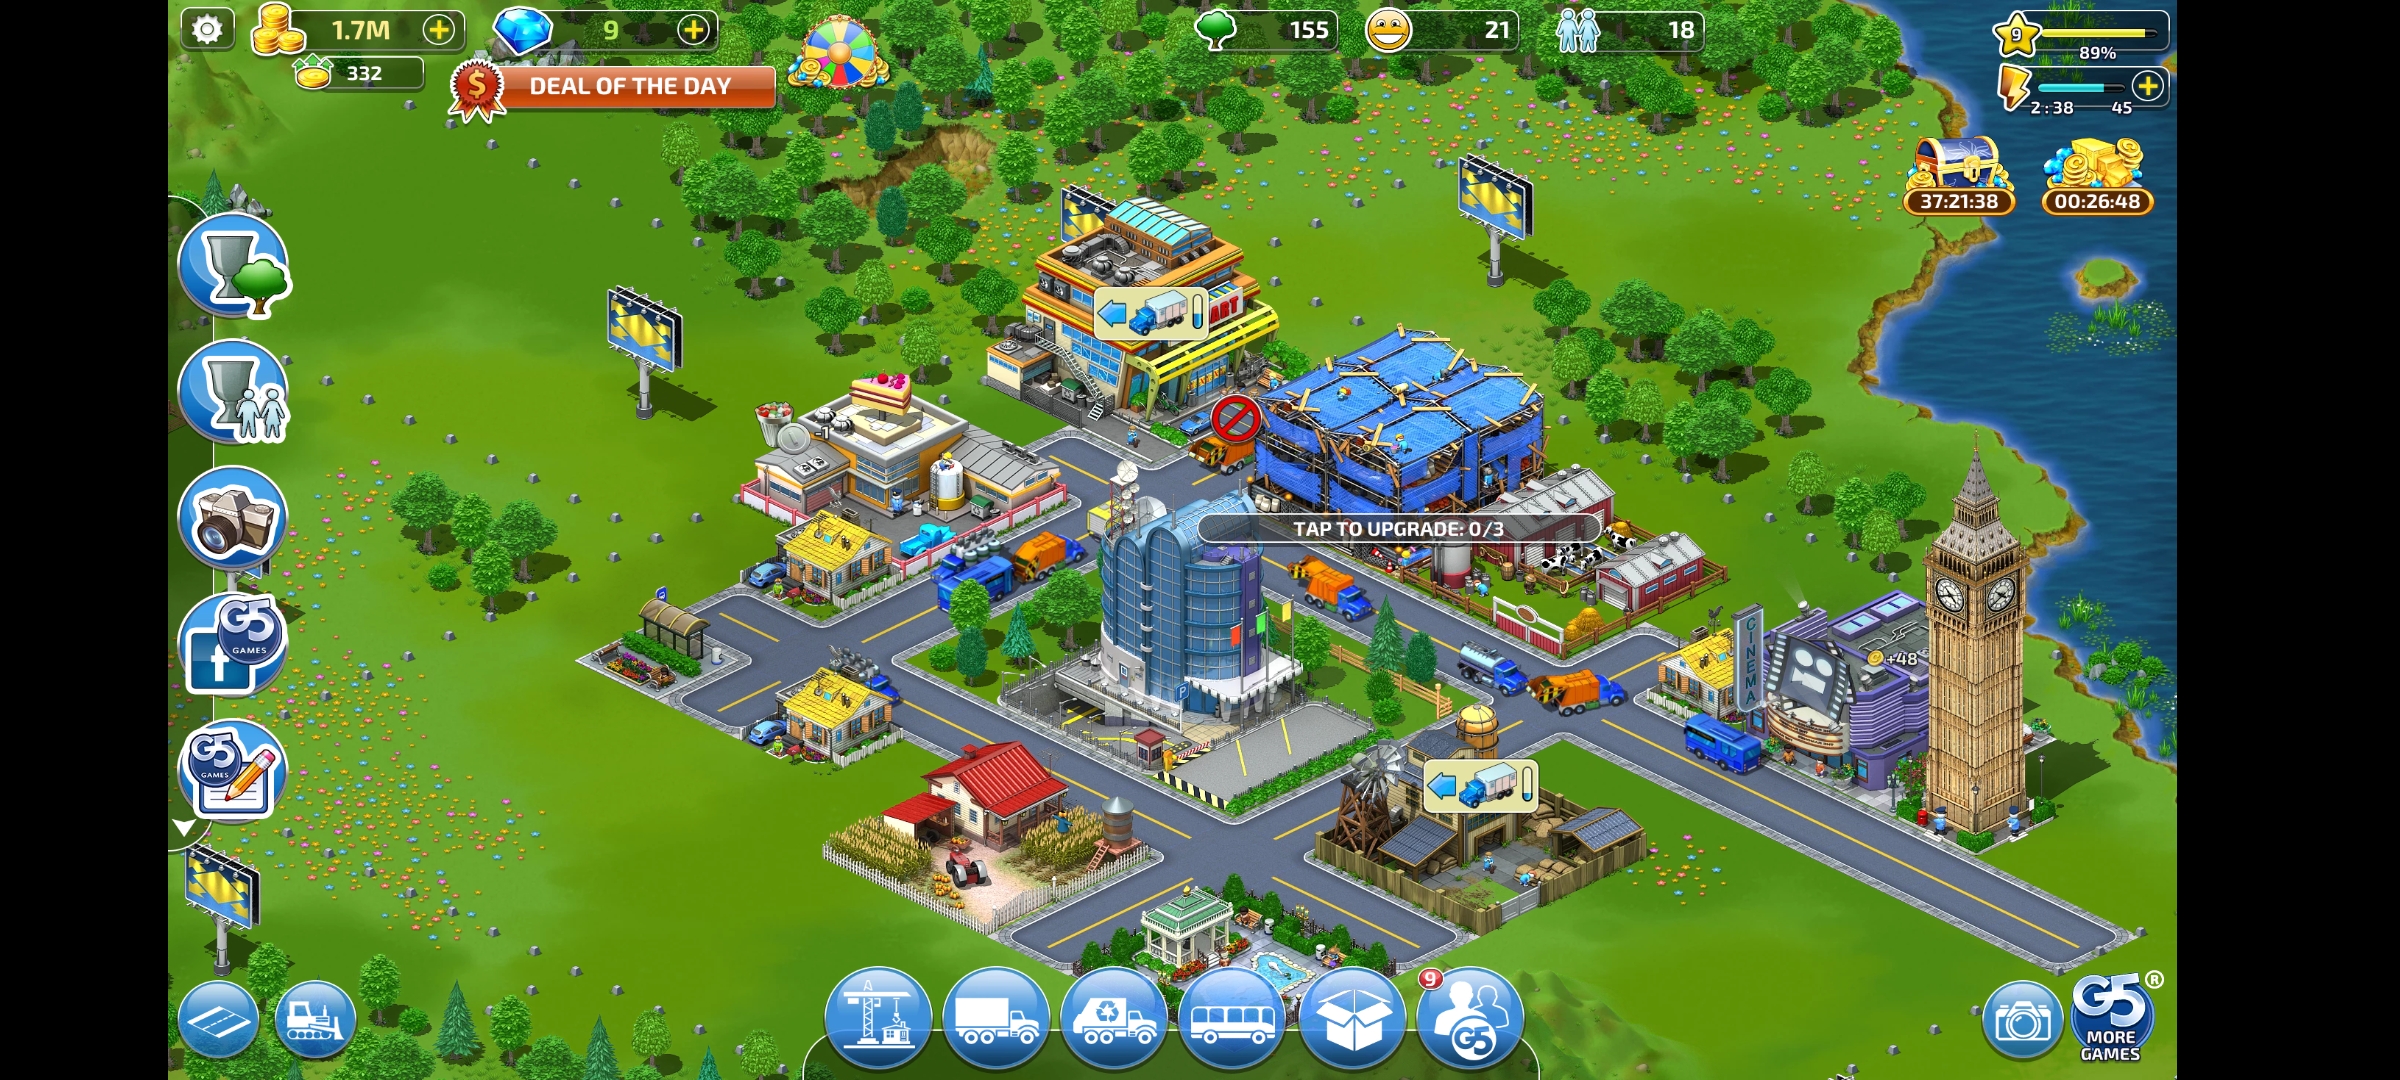 1.7M
9
155
21
18
9
89%
332
DEAL OF THE DAY
2:38 45
37:21:38
00:26:48
ART
-1
TAP TO UPGRADE: 0/3
G5
GAMES
f
CINEMA
+48
P
G5
GAMES
9
A
G5
G5®
MORE
GAMES